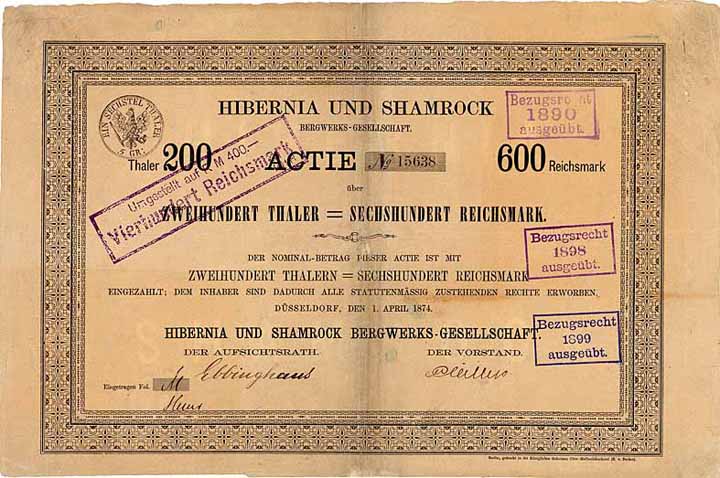 EIN SECHSTEL THALER
5 GR.
HIBERNIA UND SHAMROCK
BERGWERKS-GESELLSCHAFT.
Bezugsrecht
1890
ausgeübt.
Thaler 200 ACTIE № 15638 600 Reichsmark
Umgestellt auf R M 400.—
Vierhundert Reichsmark
über
ZWEIHUNDERT THALER = SECHSHUNDERT REICHSMARK.
Bezugsrecht
1898
ausgeübt.
DER NOMINAL-BETRAG DIESER ACTIE IST MIT
ZWEIHUNDERT THALERN = SECHSHUNDERT REICHSMARK
EINGEZAHLT; DEM INHABER SIND DADURCH ALLE STATUTENMÄSSIG ZUSTEHENDEN RECHTE ERWORBEN.
DÜSSELDORF, DEN 1. APRIL 1874.
HIBERNIA UND SHAMROCK BERGWERKS-GESELLSCHAFT.
Bezugsrecht
1899
ausgeübt.
DER AUFSICHTSRATH. DER VORSTAND.
Ebbinghaus
Eingetragen Fol. M